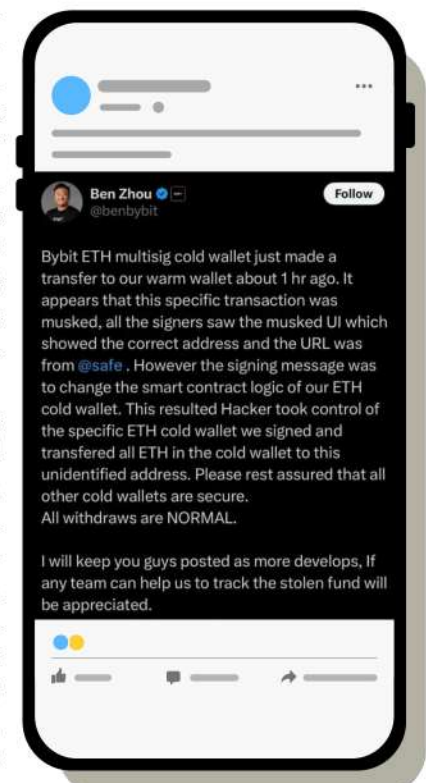 Ben Zhou
Follow
@benbybit
Bybit ETH multisig cold wallet just made a
transfer to our warm wallet about 1 hr ago. It
appears that this specific transaction was
musked, all the signers saw the musked UI which
showed the correct address and the URL was
from @safe . However the signing message was
to change the smart contract logic of our ETH
cold wallet. This resulted Hacker took control of
the specific ETH cold wallet we signed and
transfered all ETH in the cold wallet to this
unidentified address. Please rest assured that all
other cold wallets are secure.
All withdraws are NORMAL.
I will keep you guys posted as more develops, If
any team can help us to track the stolen fund will
be appreciated.